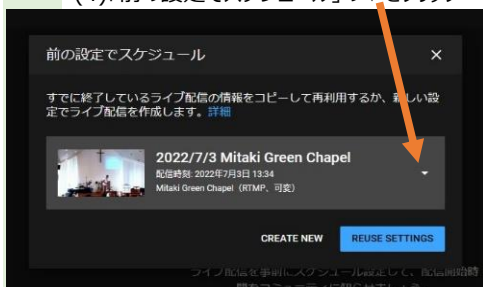 前の設定でスケジュール
すでに終了しているライブ配信の情報をコピーして再利用するか、新しい設
定でライブ配信を作成します。詳細
2022/7/3 Mitaki Green Chapel
配信時刻: 2022年7月3日 13:34
Mitaki Green Chapel（RTMP、可変）
CREATE NEW
REUSE SETTINGS
ライブ配信を事前にスケジュール設定して、配信開始時